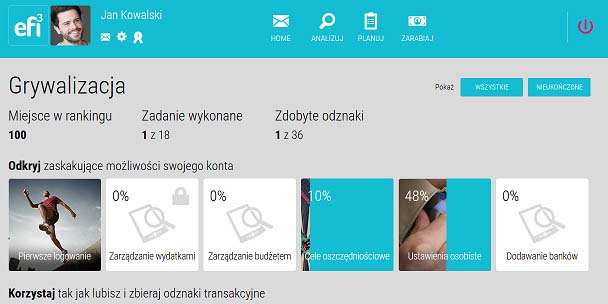 efi3
Jan Kowalski
HOME
ANALIZUJ
PLANUJ
ZARABIAJ
Grywalizacja
Pokaż
WSZYSTKIE
NIEUKOŃCZONE
Miejsce w rankingu
100
Zadanie wykonane
1 z 18
Zdobyte odznaki
1 z 36
Odkryj zaskakujące możliwości swojego konta
Pierwsze logowanie
0%
Zarządzanie wydatkami
0%
Zarządzanie budżetem
10%
Cele oszczędnościowe
48%
Ustawienia osobiste
0%
Dodawanie banków
Korzystaj tak jak lubisz i zbieraj odznaki transakcyjne